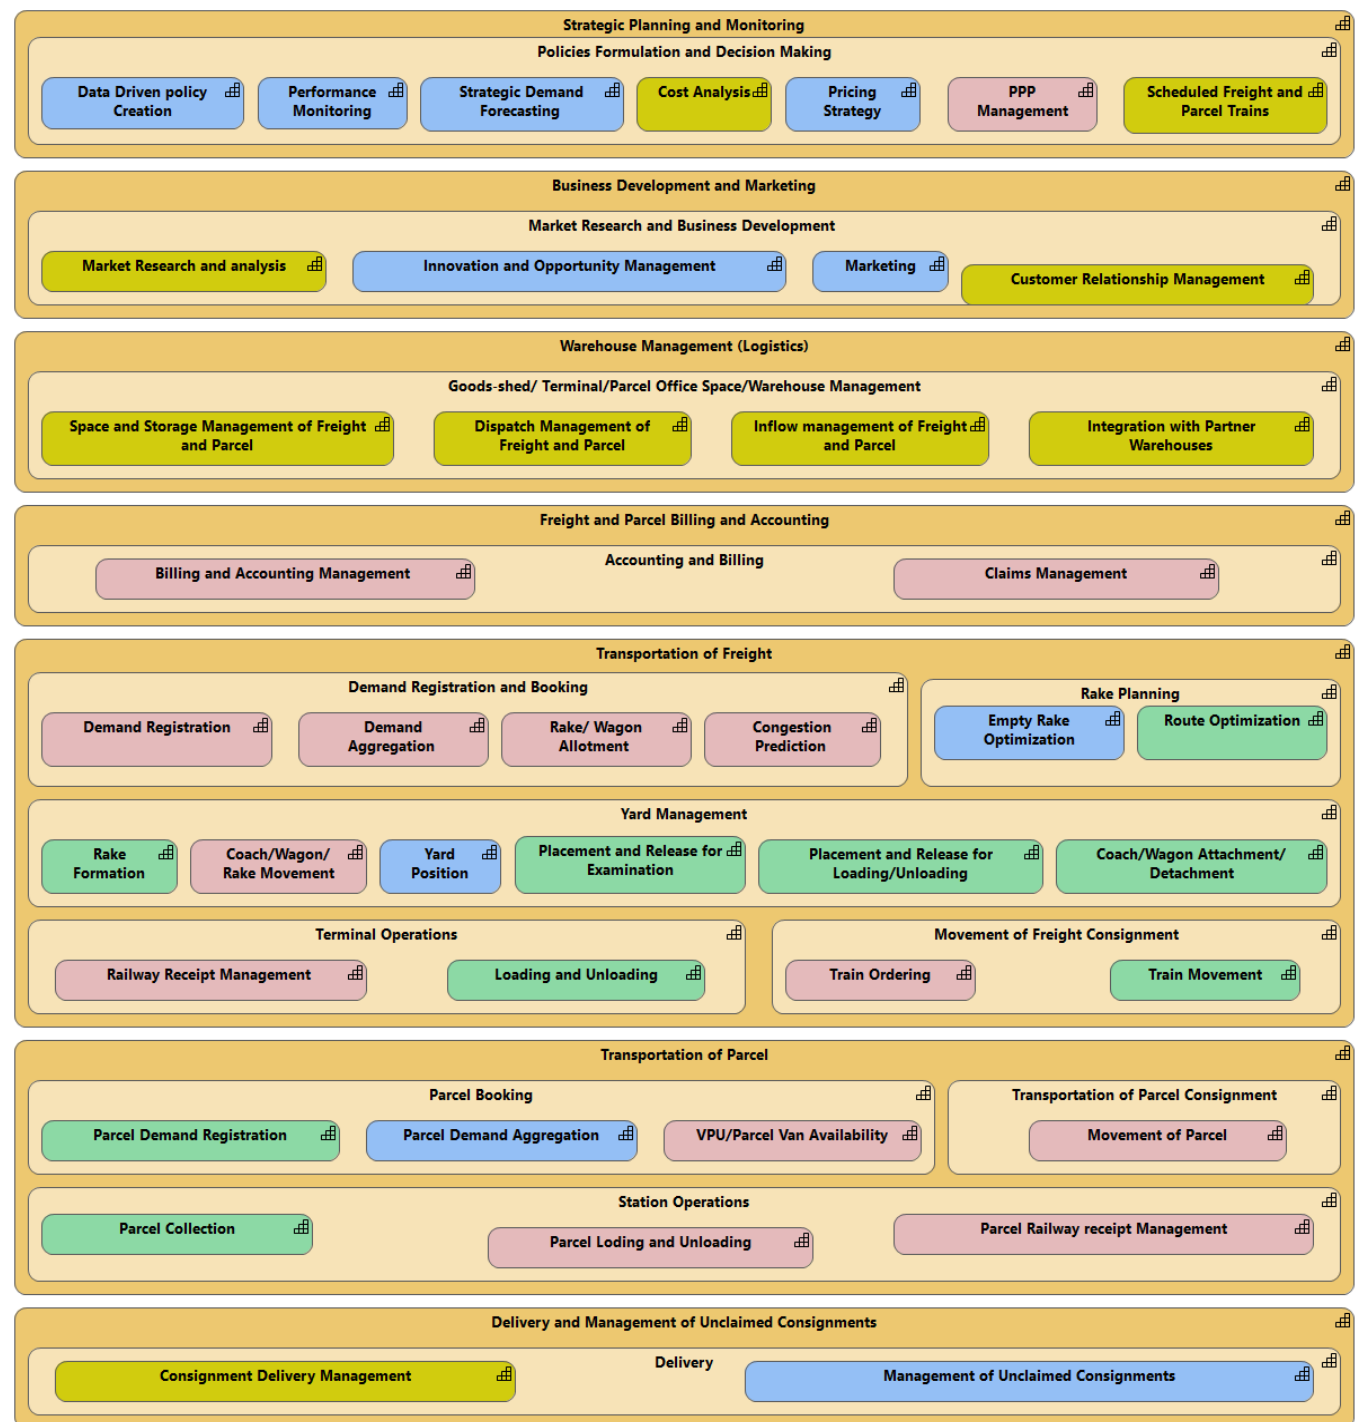 Strategic Planning and Monitoring
Policies Formulation and Decision Making
Data Driven policy
Creation
Performance
Monitoring
Strategic Demand
Forecasting
Cost Analysis
Pricing
Strategy
PPP
Management
Scheduled Freight and
Parcel Trains
Business Development and Marketing
Market Research and Business Development
Market Research and analysis
Innovation and Opportunity Management
Marketing
Customer Relationship Management
Warehouse Management (Logistics)
Goods-shed/ Terminal/Parcel Office Space/Warehouse Management
Space and Storage Management of Freight
and Parcel
Dispatch Management of
Freight and Parcel
Inflow management of Freight
and Parcel
Integration with Partner
Warehouses
Freight and Parcel Billing and Accounting
Accounting and Billing
Billing and Accounting Management
Claims Management
Transportation of Freight
Demand Registration and Booking
Demand Registration
Demand
Aggregation
Rake/ Wagon
Allotment
Congestion
Prediction
Rake Planning
Empty Rake
Optimization
Route Optimization
Yard Management
Rake
Formation
Coach/Wagon/
Rake Movement
Yard
Position
Placement and Release for
Examination
Placement and Release for
Loading/Unloading
Coach/Wagon Attachment/
Detachment
Terminal Operations
Railway Receipt Management
Loading and Unloading
Movement of Freight Consignment
Train Ordering
Train Movement
Transportation of Parcel
Parcel Booking
Parcel Demand Registration
Parcel Demand Aggregation
VPU/Parcel Van Availability
Transportation of Parcel Consignment
Movement of Parcel
Station Operations
Parcel Collection
Parcel Loding and Unloading
Parcel Railway receipt Management
Delivery and Management of Unclaimed Consignments
Delivery
Consignment Delivery Management
Management of Unclaimed Consignments